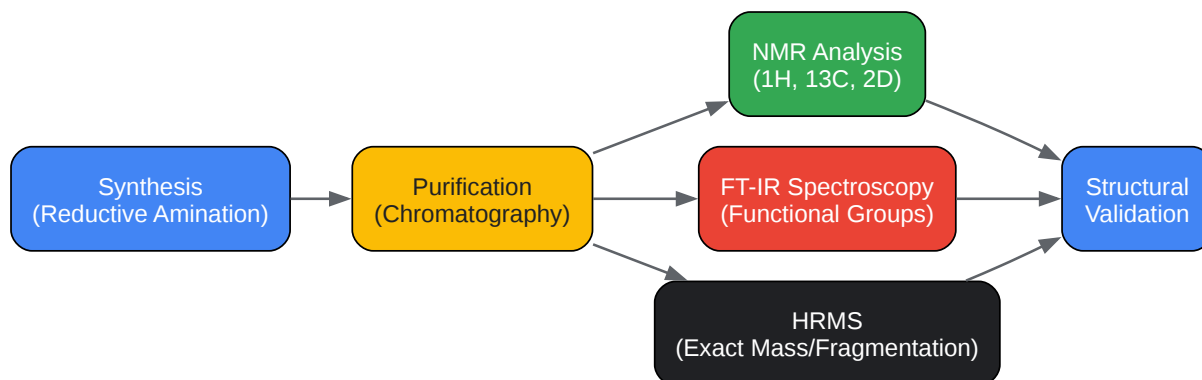 NMR Analysis
(1H, 13C, 2D)
Synthesis
(Reductive Amination)
Purification
(Chromatography)
FT-IR Spectroscopy
(Functional Groups)
Structural
Validation
HRMS
(Exact Mass/Fragmentation)